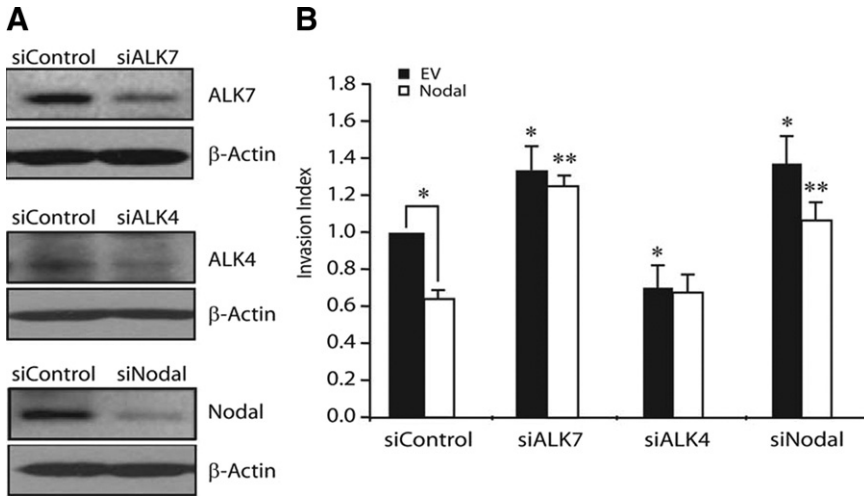 A
siControl siALK7
ALK7
β-Actin
siControl siALK4
ALK4
β-Actin
siControl siNodal
Nodal
β-Actin
B
EV
Nodal
Invasion Index
1.8
1.6
1.4
1.2
1.0
0.8
0.6
0.4
0.2
0.0
*
*
**
*
*
**
siControl siALK7 siALK4 siNodal